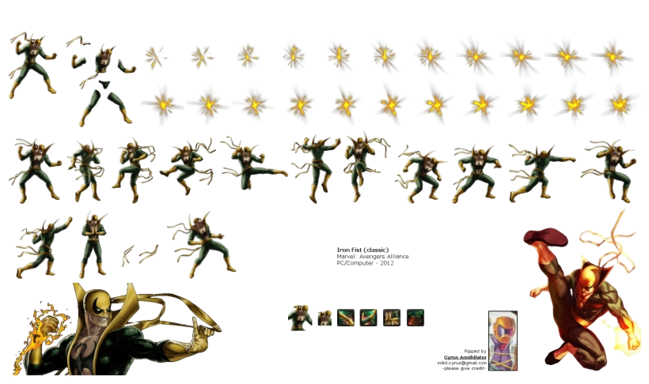 Iron Fist (classic)
Marvel: Avengers Alliance
PC/Computer - 2012
Ripped by
Cyrus Annihilator
-please give credit-